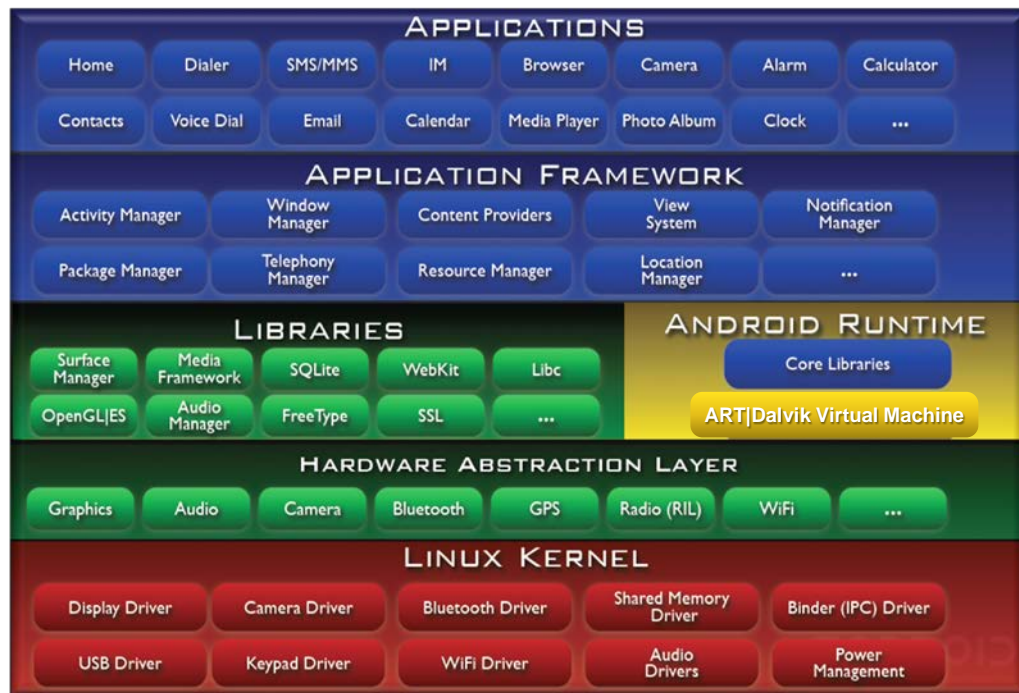 APPLICATIONS
Home Dialer SMS/MMS IM Browser Camera Alarm Calculator
Contacts Voice Dial Email Calendar Media Player Photo Album Clock ...
APPLICATION FRAMEWORK
Activity Manager Window Manager Content Providers View System Notification Manager
Package Manager Telephony Manager Resource Manager Location Manager ...
LIBRARIES
Surface Manager Media Framework SQLite WebKit Libc
OpenGL|ES Audio Manager FreeType SSL ...
ANDROID RUNTIME
Core Libraries
ART|Dalvik Virtual Machine
HARDWARE ABSTRACTION LAYER
Graphics Audio Camera Bluetooth GPS Radio (RIL) WiFi ...
LINUX KERNEL
Display Driver Camera Driver Bluetooth Driver Shared Memory Driver Binder (IPC) Driver
USB Driver Keypad Driver WiFi Driver Audio Drivers Power Management